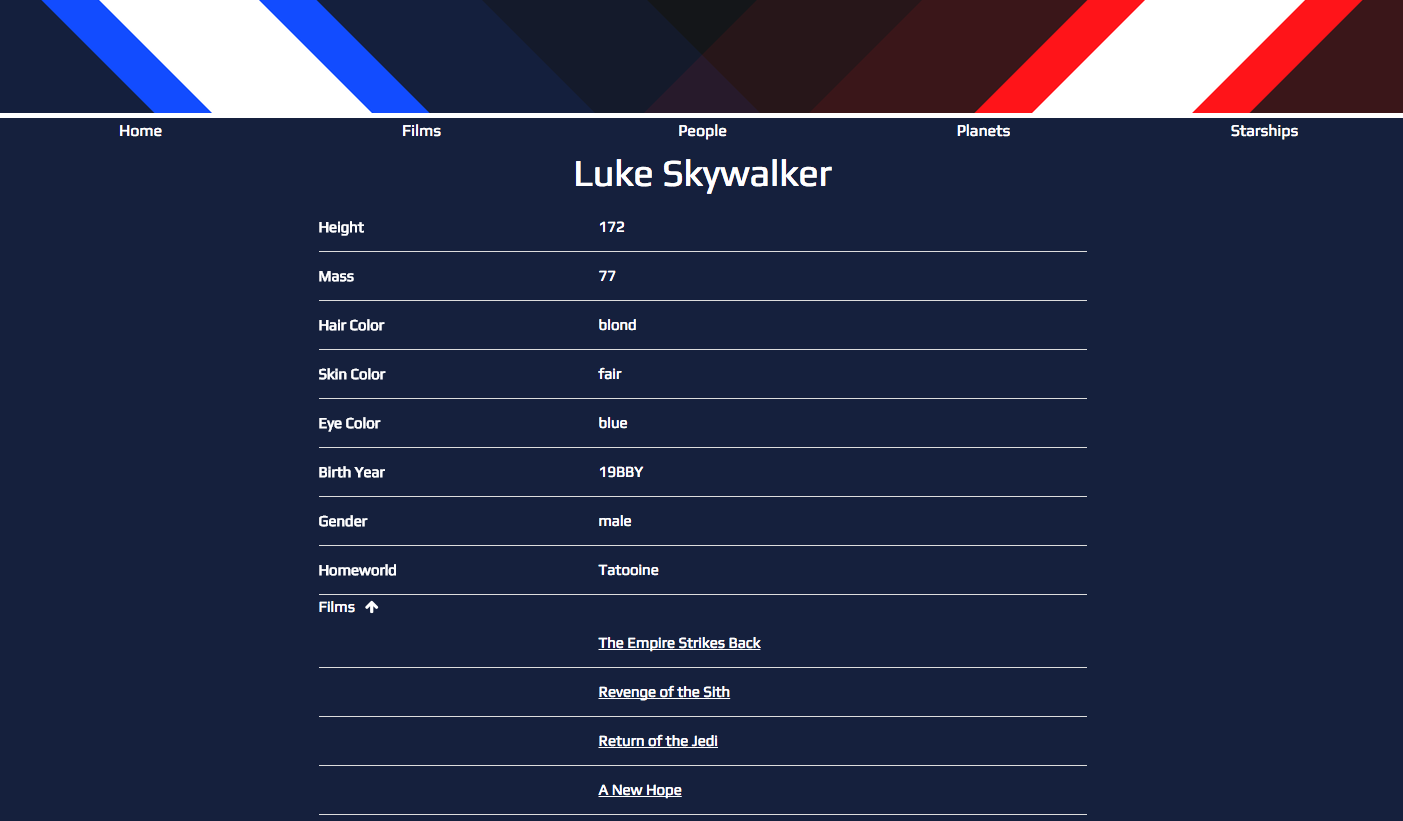 Home Films People Planets Starships
Luke Skywalker
Height 172
Mass 77
Hair Color blond
Skin Color fair
Eye Color blue
Birth Year 19BBY
Gender male
Homeworld Tatooine
Films
The Empire Strikes Back
Revenge of the Sith
Return of the Jedi
A New Hope